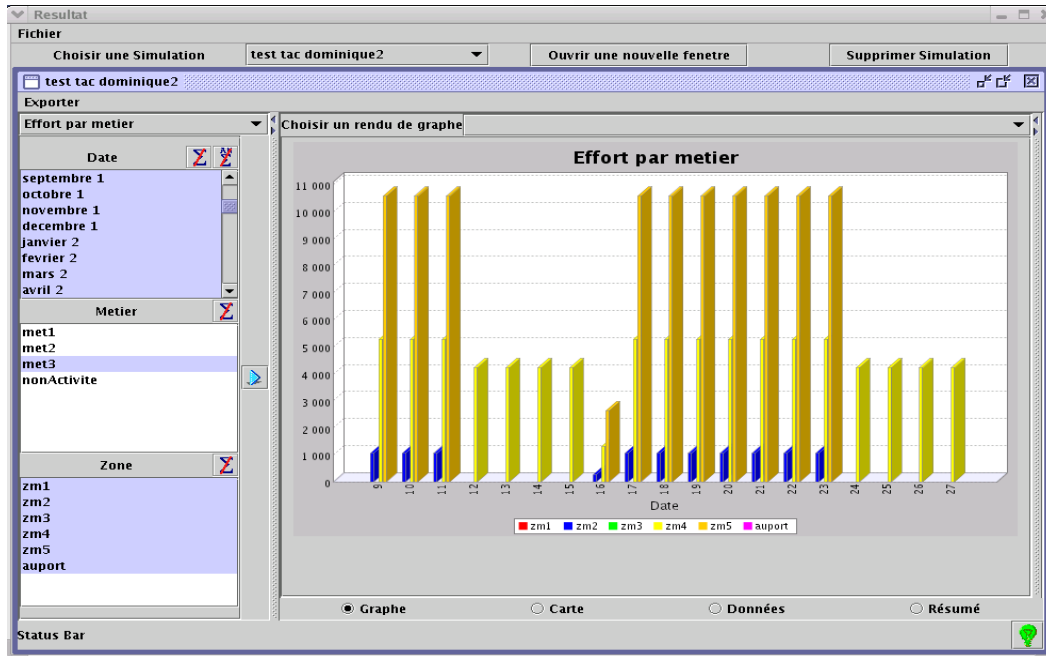 Resultat
Fichier
Choisir une Simulation test tac dominique2 Ouvrir une nouvelle fenetre Supprimer Simulation
test tac dominique2
Exporter
Effort par metier Choisir un rendu de graphe
Date
septembre 1
octobre 1
novembre 1
decembre 1
janvier 2
fevrier 2
mars 2
avril 2
Metier
met1
met2
met3
nonActivite
Zone
zm1
zm2
zm3
zm4
zm5
auport
Effort par metier
11 000
10 000
9 000
8 000
7 000
6 000
5 000
4 000
3 000
2 000
1 000
0
9 10 11 12 13 14 15 16 17 18 19 20 21 22 23 24 25 26 27
Date
zm1 zm2 zm3 zm4 zm5 auport
Graphe Carte Données Résumé
Status Bar